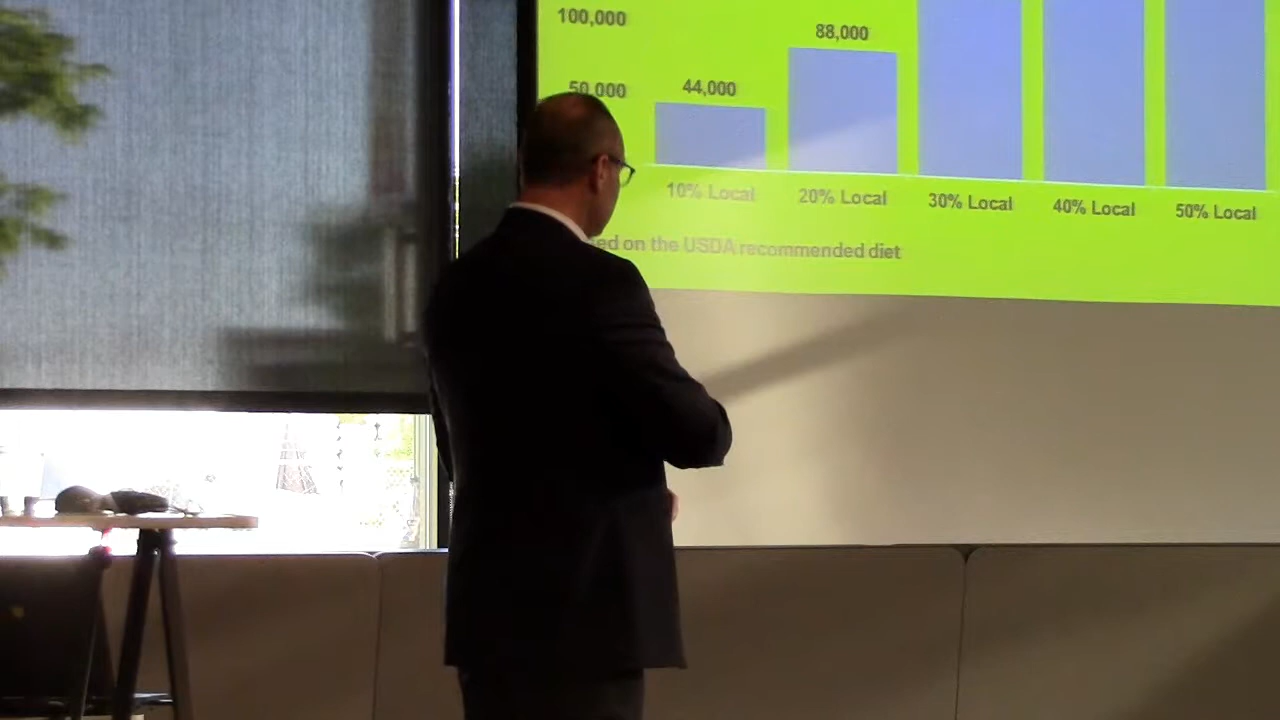 100,000
88,000
50,000
44,000
10% Local
20% Local
30% Local
40% Local
50% Local
ed on the USDA recommended diet